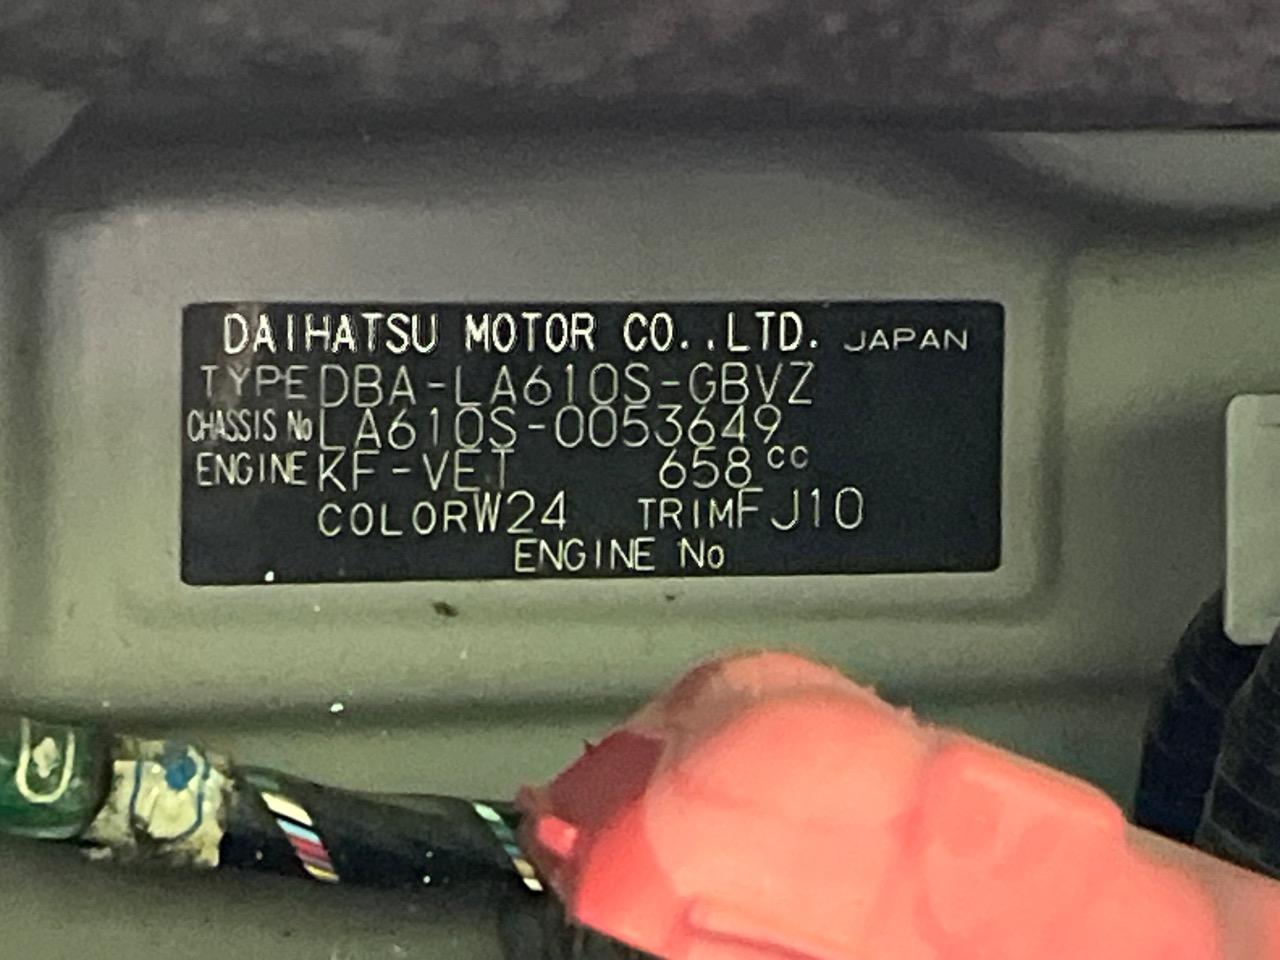 DAIHATSU MOTOR CO.,LTD. JAPAN
TYPE DBA-LA610S-GBVZ
CHASSIS No LA610S-0053649
ENGINE KF-VET 658cc
COLOR W24 TRIM FJ10
ENGINE No